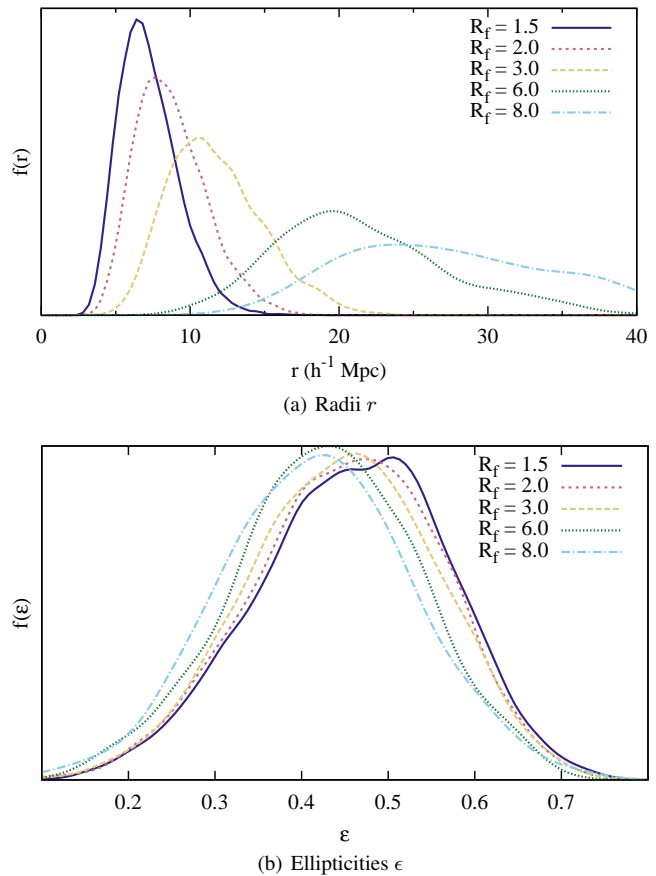 R_f = 1.5
R_f = 2.0
R_f = 3.0
R_f = 6.0
R_f = 8.0
f(r)
0 10 20 30 40
r (h⁻¹ Mpc)
(a) Radii r
R_f = 1.5
R_f = 2.0
R_f = 3.0
R_f = 6.0
R_f = 8.0
f(ε)
0.2 0.3 0.4 0.5 0.6 0.7
ε
(b) Ellipticities ϵ